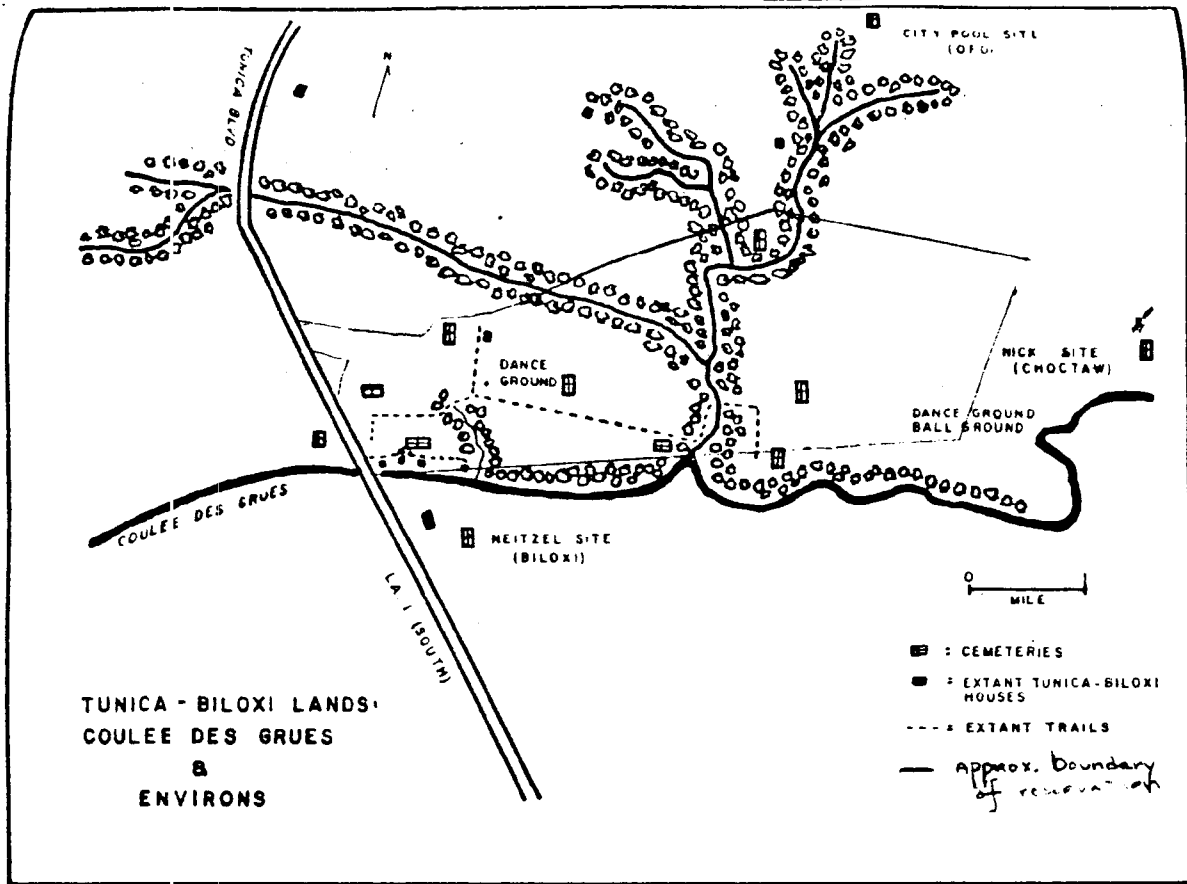 CITY POOL SITE
(OFO)
TUNICA BLVD.
N
DANCE
GROUND
NICK SITE
(CHOCTAW)
DANCE GROUND
BALL GROUND
COULEE DES GRUES
NEITZEL SITE
(BILOXI)
LA. 1 (SOUTH)
0 1
MILE
= CEMETERIES
= EXTANT TUNICA-BILOXI
HOUSES
= EXTANT TRAILS
Approx. boundary
of reservation
TUNICA - BILOXI LANDS:
COULEE DES GRUES
&
ENVIRONS